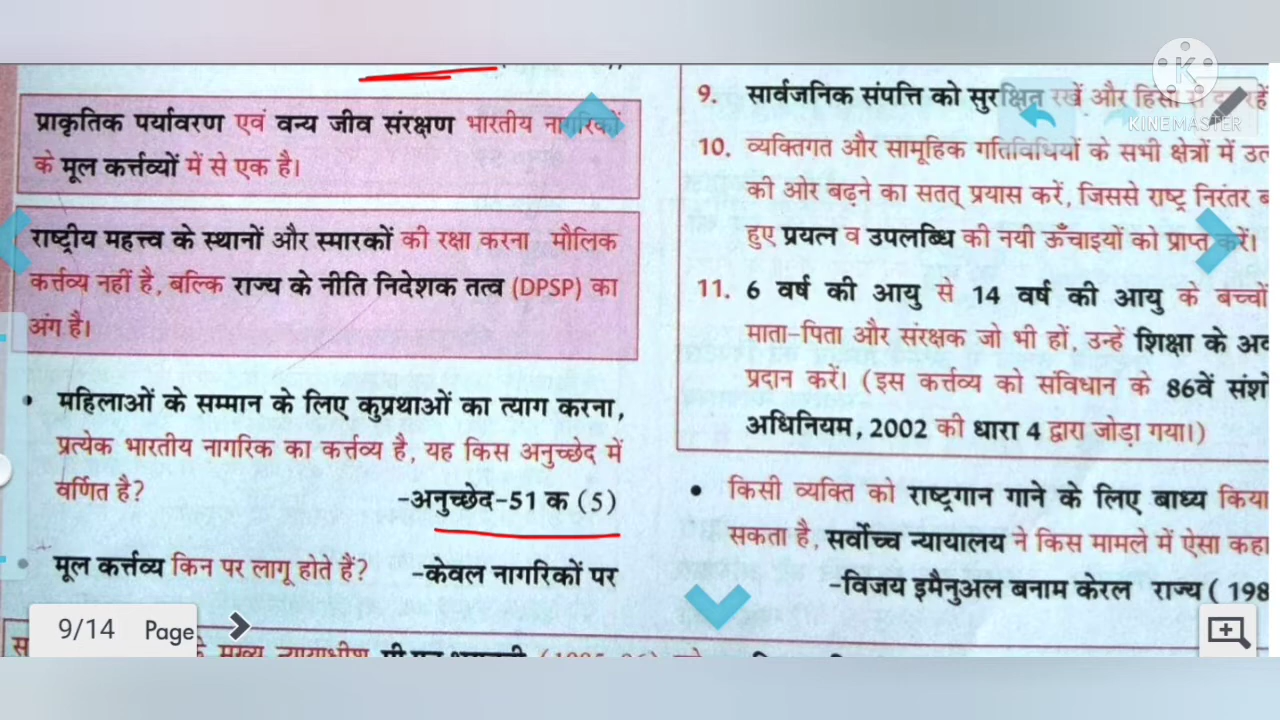 प्राकृतिक पर्यावरण एवं वन्य जीव संरक्षण भारतीय नागरिकों
के मूल कर्त्तव्यों में से एक है।
राष्ट्रीय महत्त्व के स्थानों और स्मारकों की रक्षा करना मौलिक
कर्त्तव्य नहीं है, बल्कि राज्य के नीति निदेशक तत्व (DPSP) का
अंग है।
• महिलाओं के सम्मान के लिए कुप्रथाओं का त्याग करना,
प्रत्येक भारतीय नागरिक का कर्त्तव्य है, यह किस अनुच्छेद में
वर्णित है? -अनुच्छेद-51 क (5)
• मूल कर्त्तव्य किन पर लागू होते हैं? -केवल नागरिकों पर
के मुख्य न्यायाधीश
9. सार्वजनिक संपत्ति को सुरक्षित रखें और हिंसा
10. व्यक्तिगत और सामूहिक गतिविधियों के सभी क्षेत्रों में
की ओर बढ़ने का सतत् प्रयास करें, जिससे राष्ट्र निरंतर
हुए प्रयत्न व उपलब्धि की नयी ऊँचाइयों को प्राप्त करें।
11. 6 वर्ष की आयु से 14 वर्ष की आयु के बच्चों
माता-पिता और संरक्षक जो भी हों, उन्हें शिक्षा के
प्रदान करें। (इस कर्त्तव्य को संविधान के 86वें
अधिनियम, 2002 की धारा 4 द्वारा जोड़ा गया।)
• किसी व्यक्ति को राष्ट्रगान गाने के लिए बाध्य किया
सकता है, सर्वोच्च न्यायालय ने किस मामले में ऐसा कहा
-विजय इमैनुअल बनाम केरल राज्य ( 198
K
KINEMASTER
9/14 Page